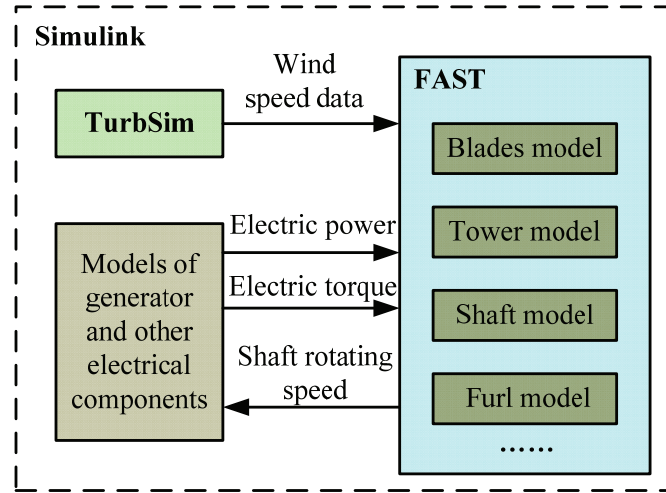 Simulink
TurbSim
Wind
speed data
FAST
Blades model
Tower model
Shaft model
Furl model
……
Models of
generator
and other
electrical
components
Electric power
Electric torque
Shaft rotating
speed